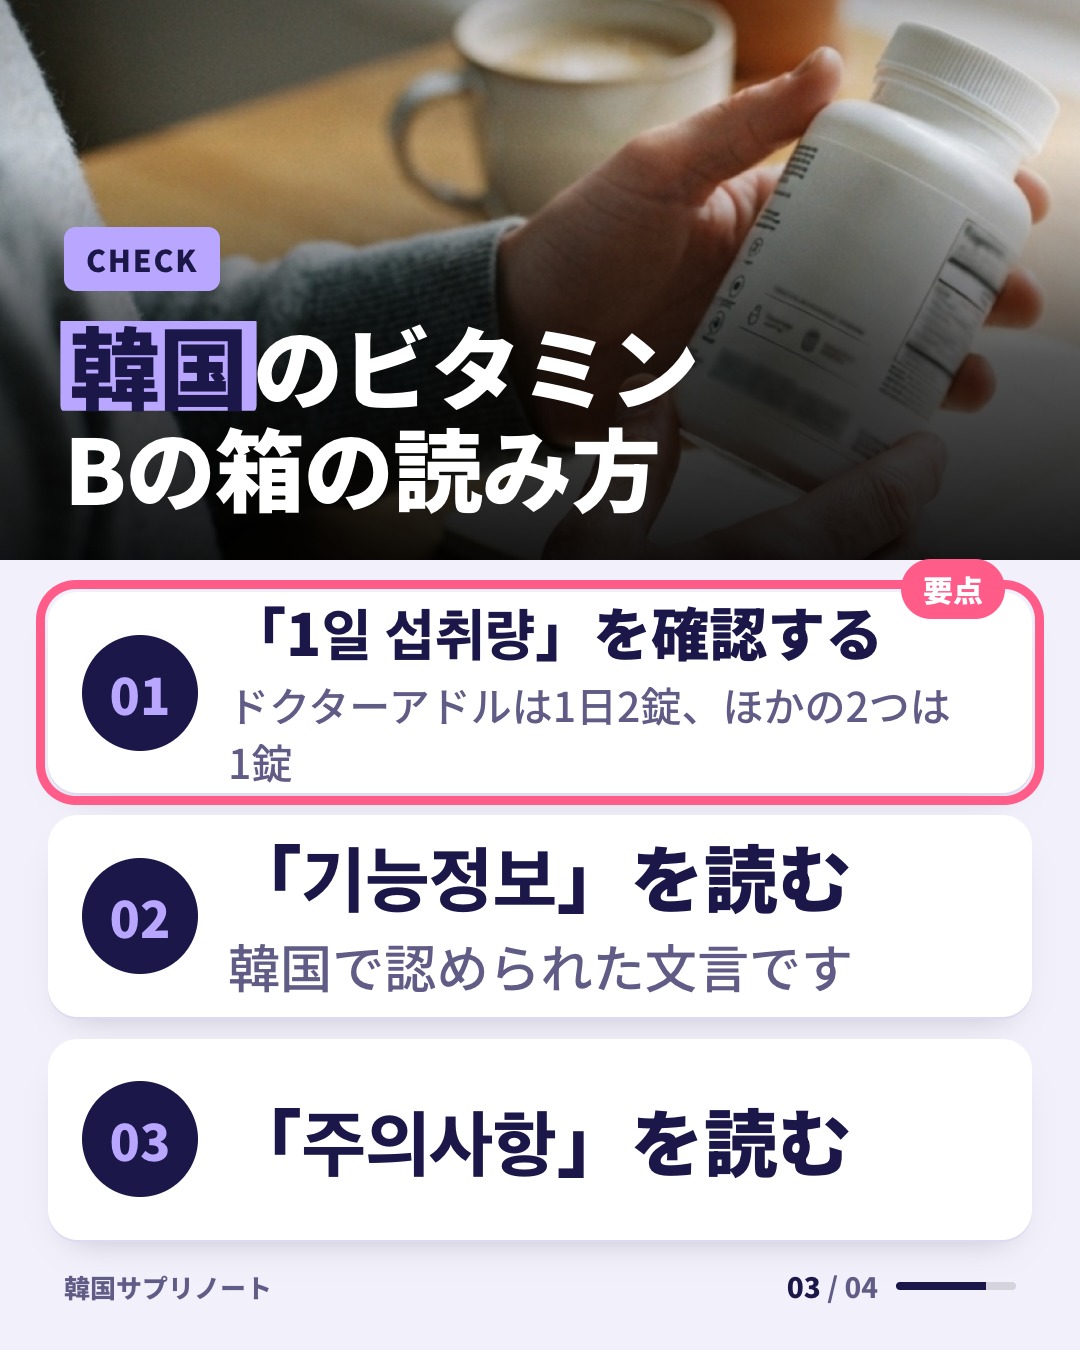 CHECK
韓国のビタミン
Bの箱の読み方
要点
01
「1일 섭취량」を確認する
ドクターアドルは1日2錠、ほかの2つは
1錠
02
「기능정보」を読む
韓国で認められた文言です
03
「주의사항」を読む
韓国サプリノート
03 / 04